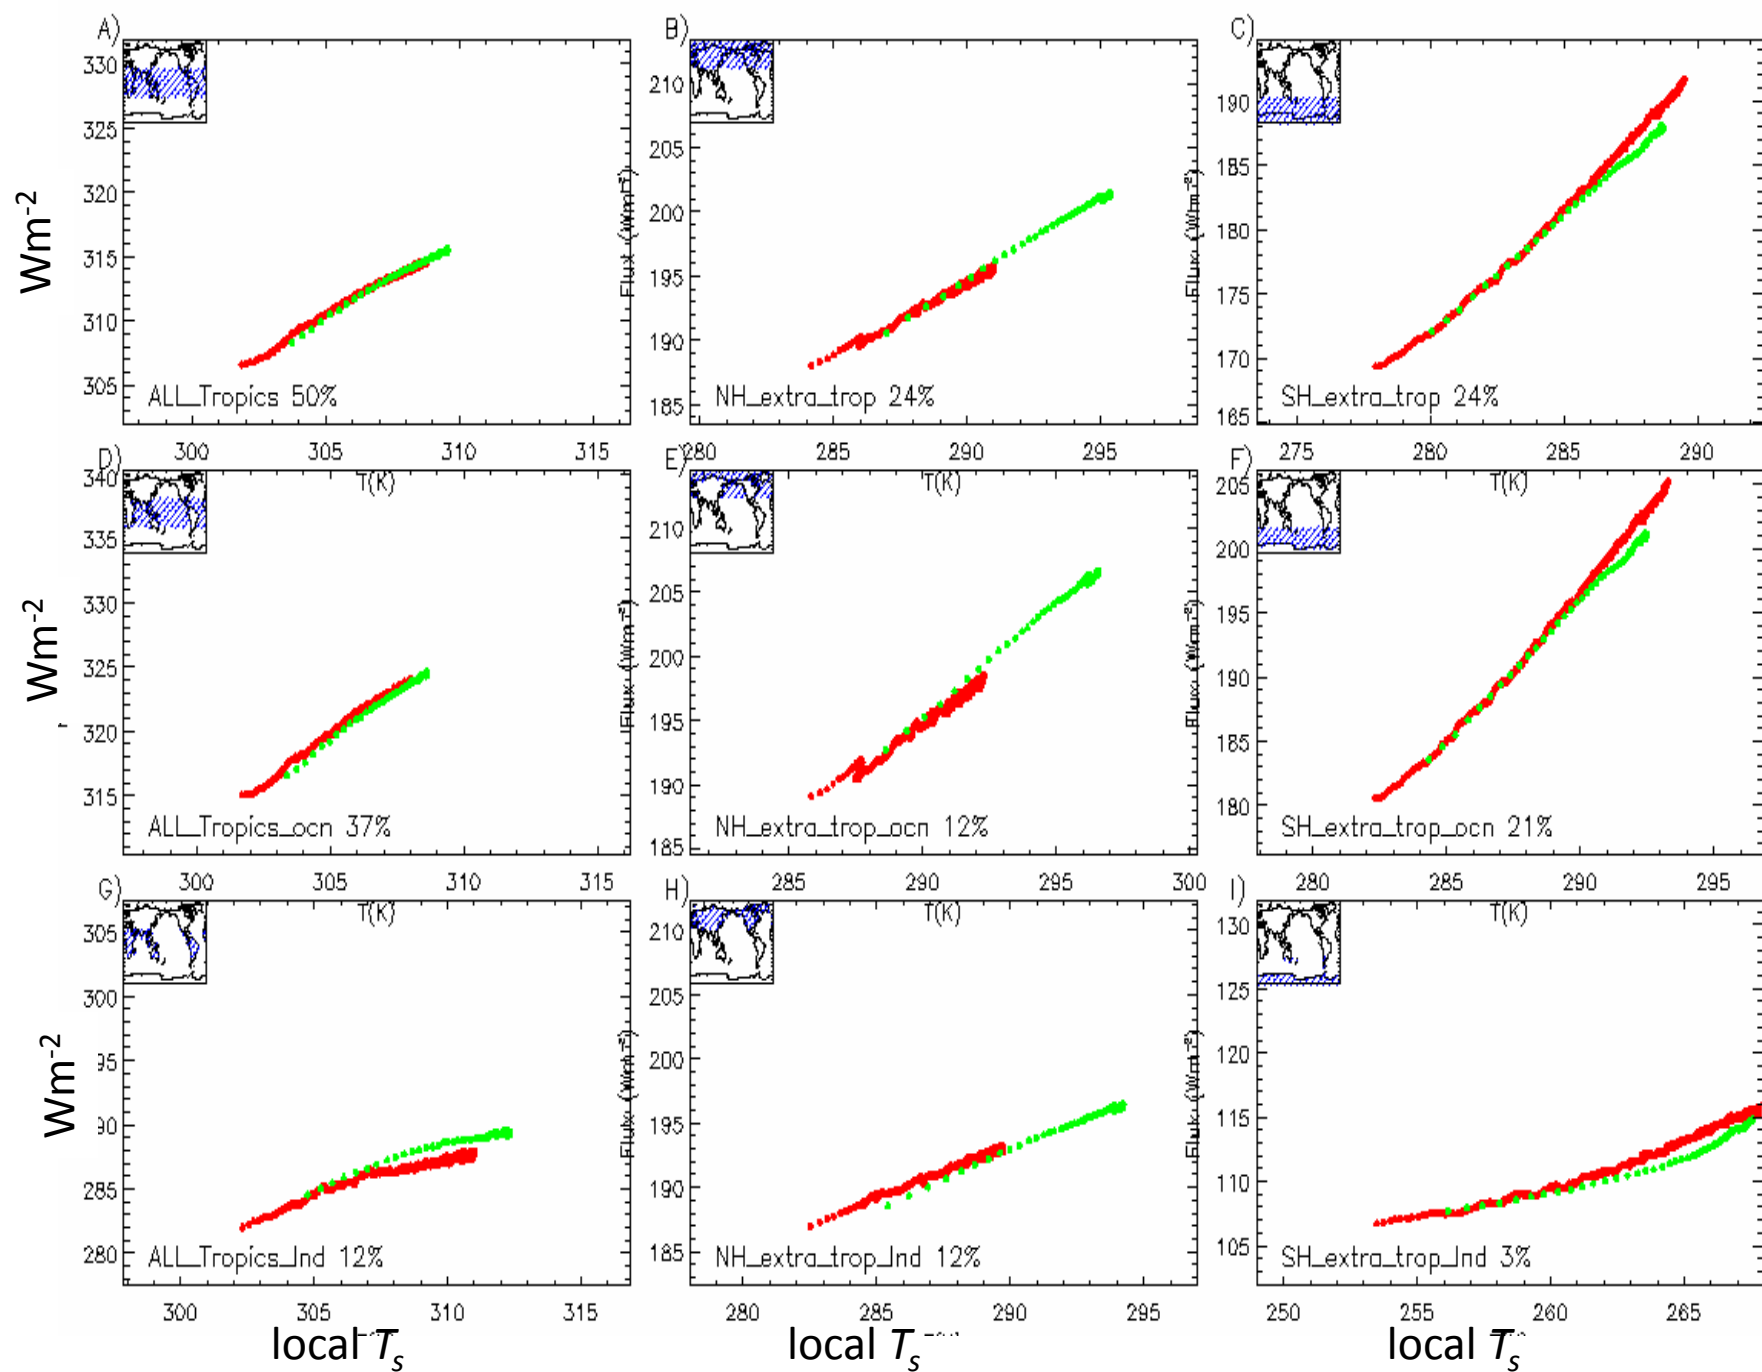 A) B) C)
330
325
320
315
310
305
Wm-2
ALL_Tropics 50%
300 305 310 315
T(K)
210
205
200
195
190
185
Flux (Wm-2)
NH_extra_trop 24%
280 285 290 295
T(K)
190
185
180
175
170
165
Flux (Wm-2)
SH_extra_trop 24%
275 280 285 290
T(K)
D) E) F)
340
335
330
325
320
315
Wm-2
ALL_Tropics_ocn 37%
300 305 310 315
T(K)
210
205
200
195
190
185
Flux (Wm-2)
NH_extra_trop_ocn 12%
285 290 295 300
T(K)
205
200
195
190
185
180
Flux (Wm-2)
SH_extra_trop_ocn 21%
280 285 290 295
T(K)
G) H) I)
305
300
95
290
285
280
Wm-2
ALL_Tropics_lnd 12%
300 305 310 315
local Ts
210
205
200
195
190
185
Flux (Wm-2)
NH_extra_trop_lnd 12%
280 285 290 295
local Ts
130
125
120
115
110
105
Flux (Wm-2)
SH_extra_trop_lnd 3%
250 255 260 265
local Ts